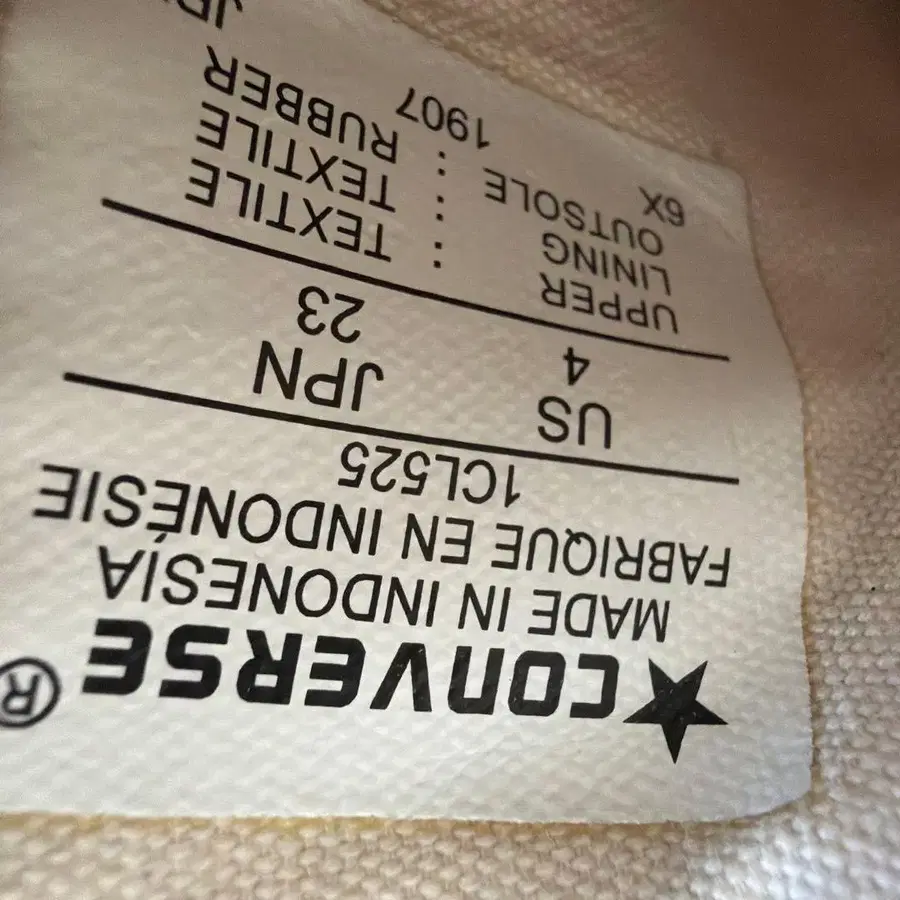 ★CONVERSE®
MADE IN INDONESIA
FABRIQUE EN INDONÉSIE
1CL525
US JPN
4 23
UPPER : TEXTILE
LINING : TEXTILE
OUTSOLE : RUBBER
6X 1907